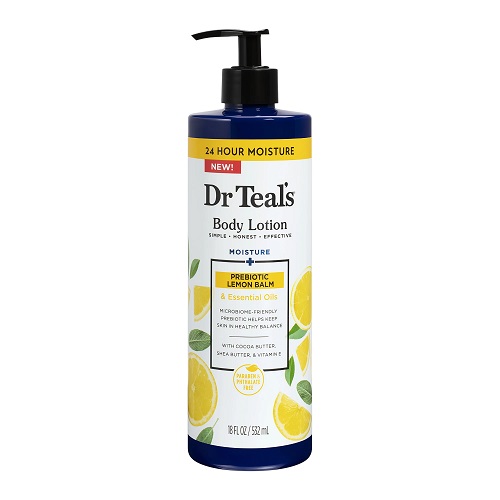 24 HOUR MOISTURE
NEW!
Dr Teal's
Body Lotion
SIMPLE • HONEST • EFFECTIVE
MOISTURE
+
PREBIOTIC
LEMON BALM
& Essential Oils
MICROBIOME-FRIENDLY
PREBIOTIC HELPS KEEP
SKIN IN HEALTHY BALANCE
WITH COCOA BUTTER,
SHEA BUTTER, & VITAMIN E
PARABEN &
PHTHALATE
FREE
18 FL OZ / 532 mL